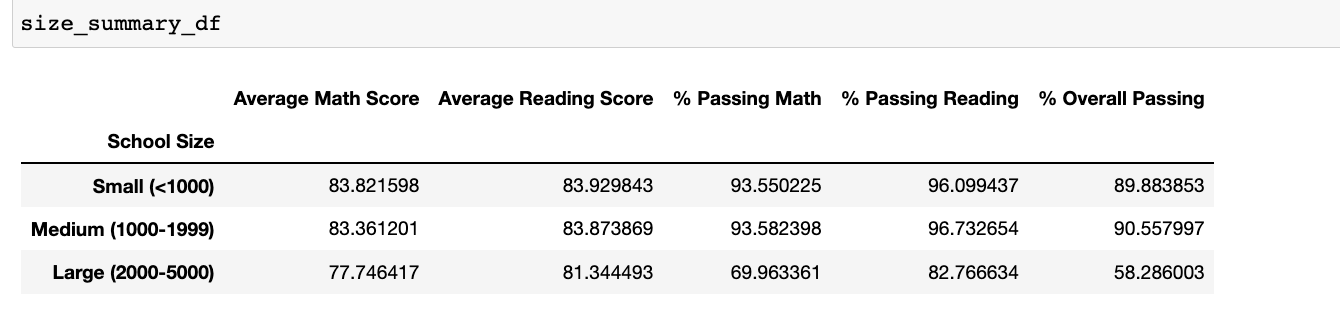 size_summary_df
Average Math Score Average Reading Score % Passing Math % Passing Reading % Overall Passing
School Size
Small (<1000) 83.821598 83.929843 93.550225 96.099437 89.883853
Medium (1000-1999) 83.361201 83.873869 93.582398 96.732654 90.557997
Large (2000-5000) 77.746417 81.344493 69.963361 82.766634 58.286003